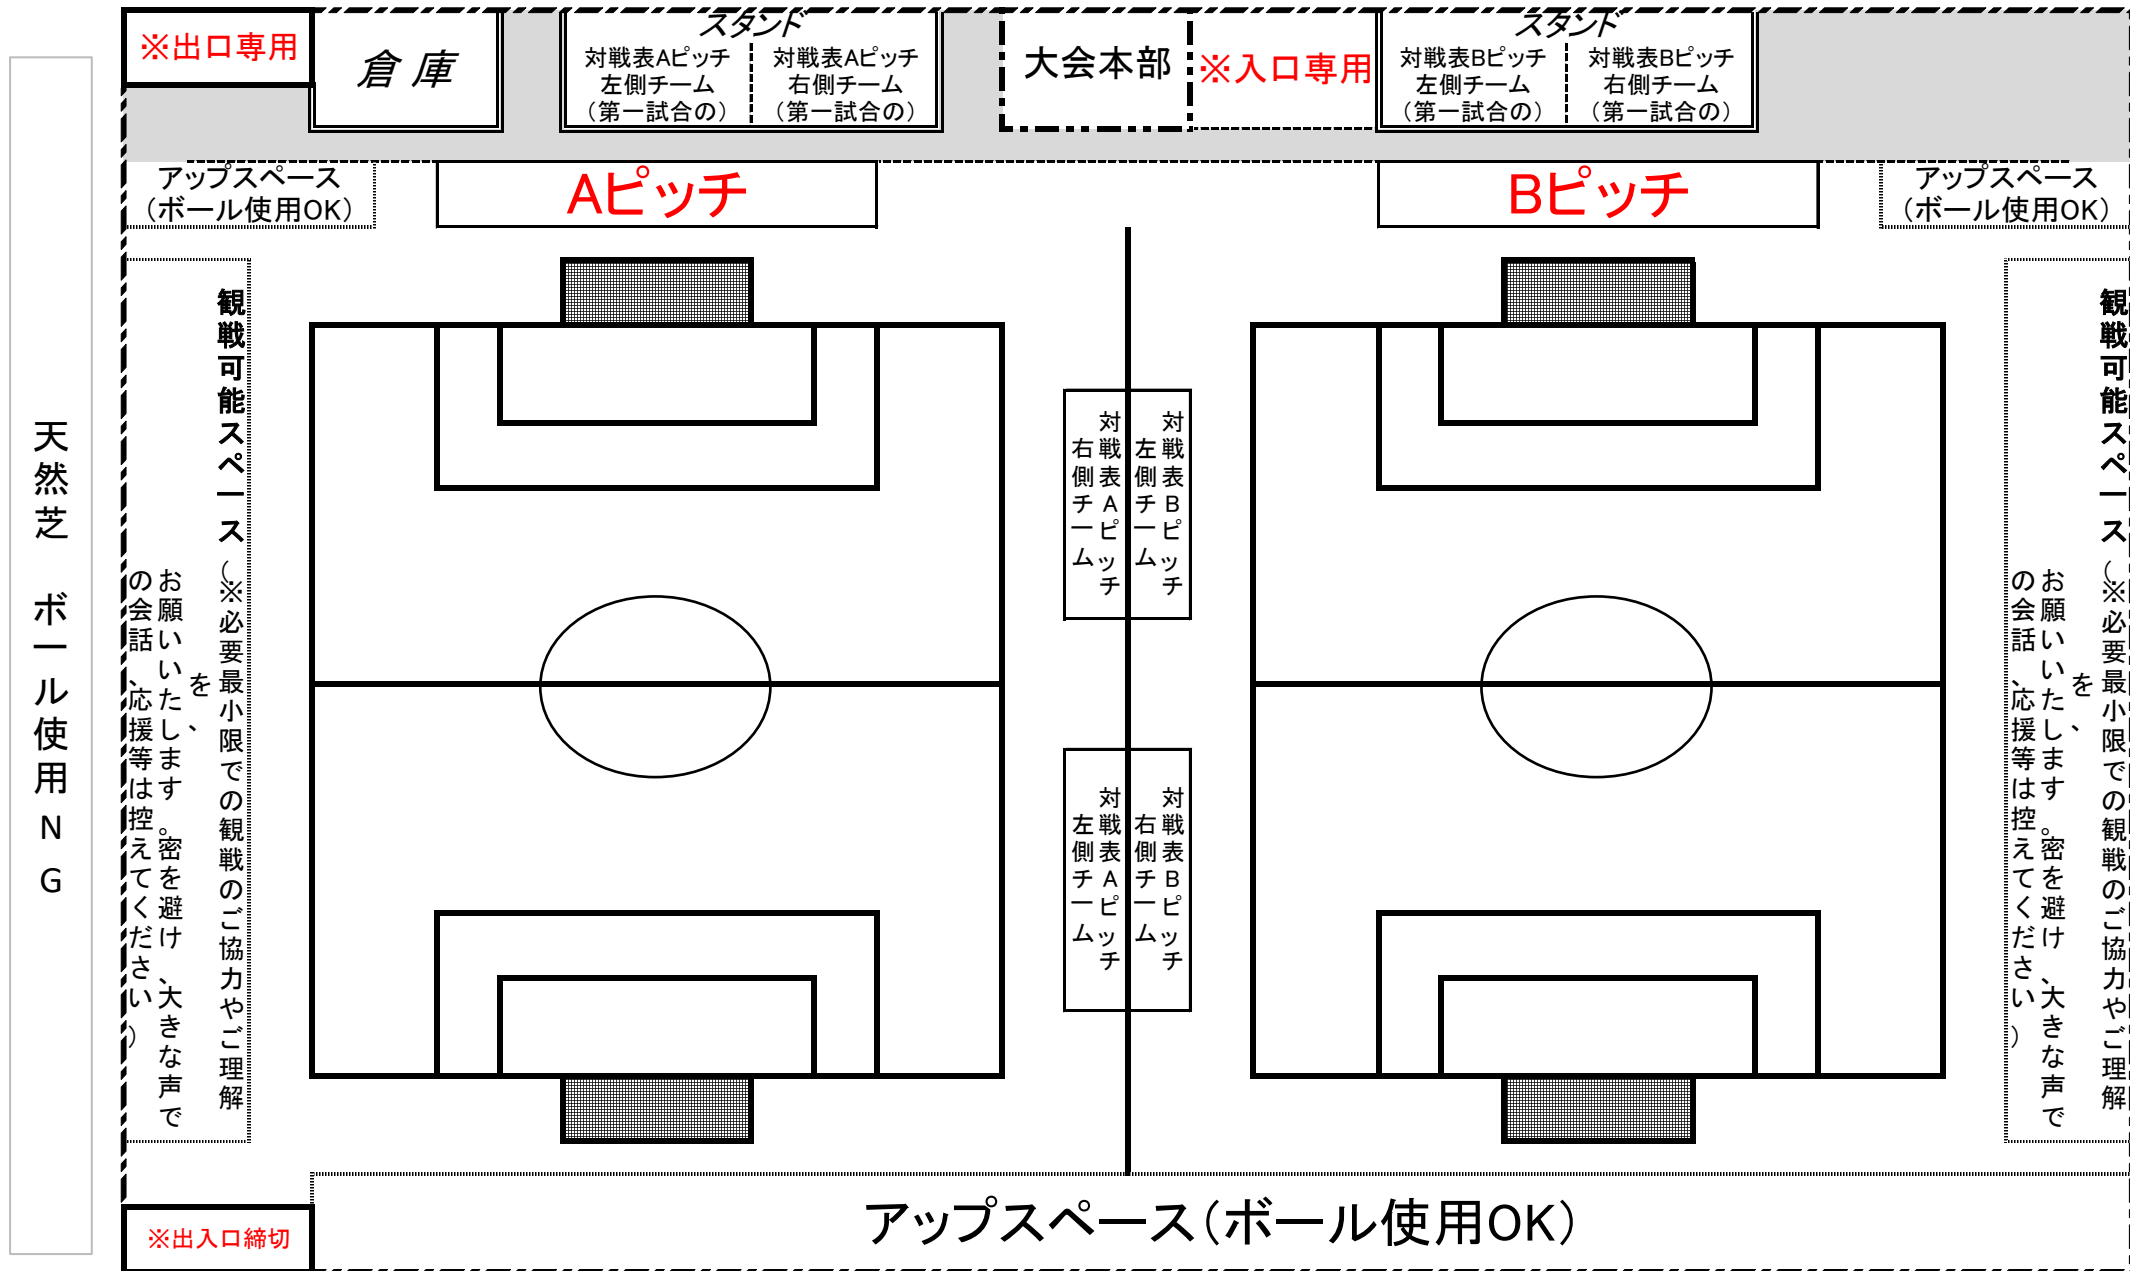 ※出口専用
倉 庫
スタンド
対戦表Aピッチ
左側チーム
（第一試合の）
対戦表Aピッチ
右側チーム
（第一試合の）
大会本部
※入口専用
スタンド
対戦表Bピッチ
左側チーム
（第一試合の）
対戦表Bピッチ
右側チーム
（第一試合の）
アップスペース
（ボール使用OK）
Aピッチ
Bピッチ
アップスペース
（ボール使用OK）
天然芝　ボール使用NG
観戦可能スペース（※必要最小限での観戦のご協力やご理解
を、
お願いいたします。密を避け、大きな声で
の会話、応援等は控えてください）
対戦表Aピッチ
右側チーム
対戦表Bピッチ
左側チーム
対戦表Aピッチ
左側チーム
対戦表Bピッチ
右側チーム
観戦可能スペース（※必要最小限での観戦のご協力やご理解
を、
お願いいたします。密を避け、大きな声で
の会話、応援等は控えてください）
※出入口締切
アップスペース（ボール使用OK）